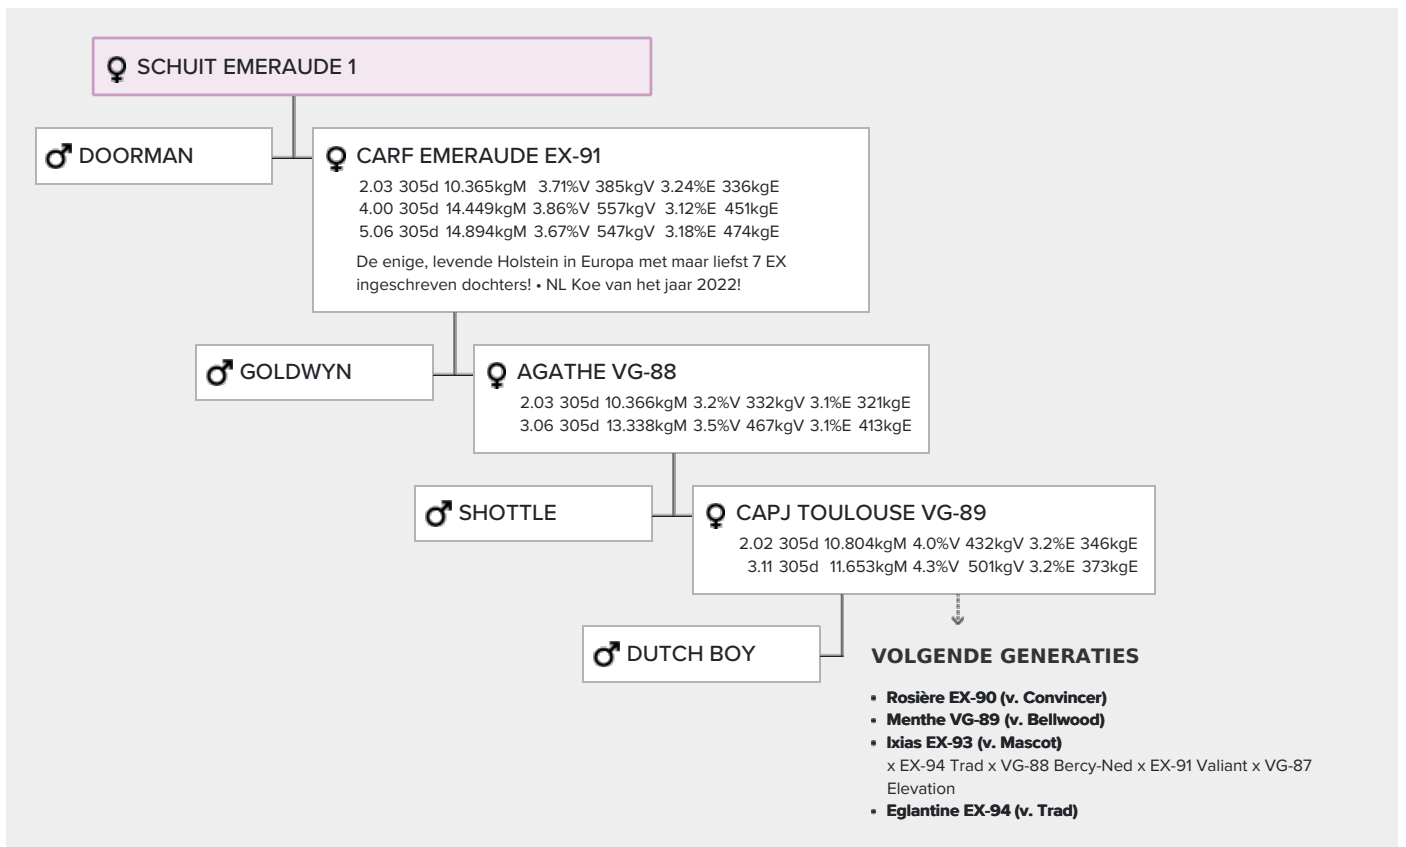 SCHUIT EMERAUDE 1
DOORMAN
CARF EMERAUDE EX-91
2.03 305d 10.365kgM 3.71%V 385kgV 3.24%E 336kgE
4.00 305d 14.449kgM 3.86%V 557kgV 3.12%E 451kgE
5.06 305d 14.894kgM 3.67%V 547kgV 3.18%E 474kgE
De enige, levende Holstein in Europa met maar liefst 7 EX
ingeschreven dochters! • NL Koe van het jaar 2022!
GOLDWYN
AGATHE VG-88
2.03 305d 10.366kgM 3.2%V 332kgV 3.1%E 321kgE
3.06 305d 13.338kgM 3.5%V 467kgV 3.1%E 413kgE
SHOTTLE
CAPJ TOULOUSE VG-89
2.02 305d 10.804kgM 4.0%V 432kgV 3.2%E 346kgE
3.11 305d 11.653kgM 4.3%V 501kgV 3.2%E 373kgE
DUTCH BOY
VOLGENDE GENERATIES
• Rosière EX-90 (v. Convincer)
• Menthe VG-89 (v. Bellwood)
• Ixias EX-93 (v. Mascot)
x EX-94 Trad x VG-88 Bercy-Ned x EX-91 Valiant x VG-87
Elevation
• Eglantine EX-94 (v. Trad)